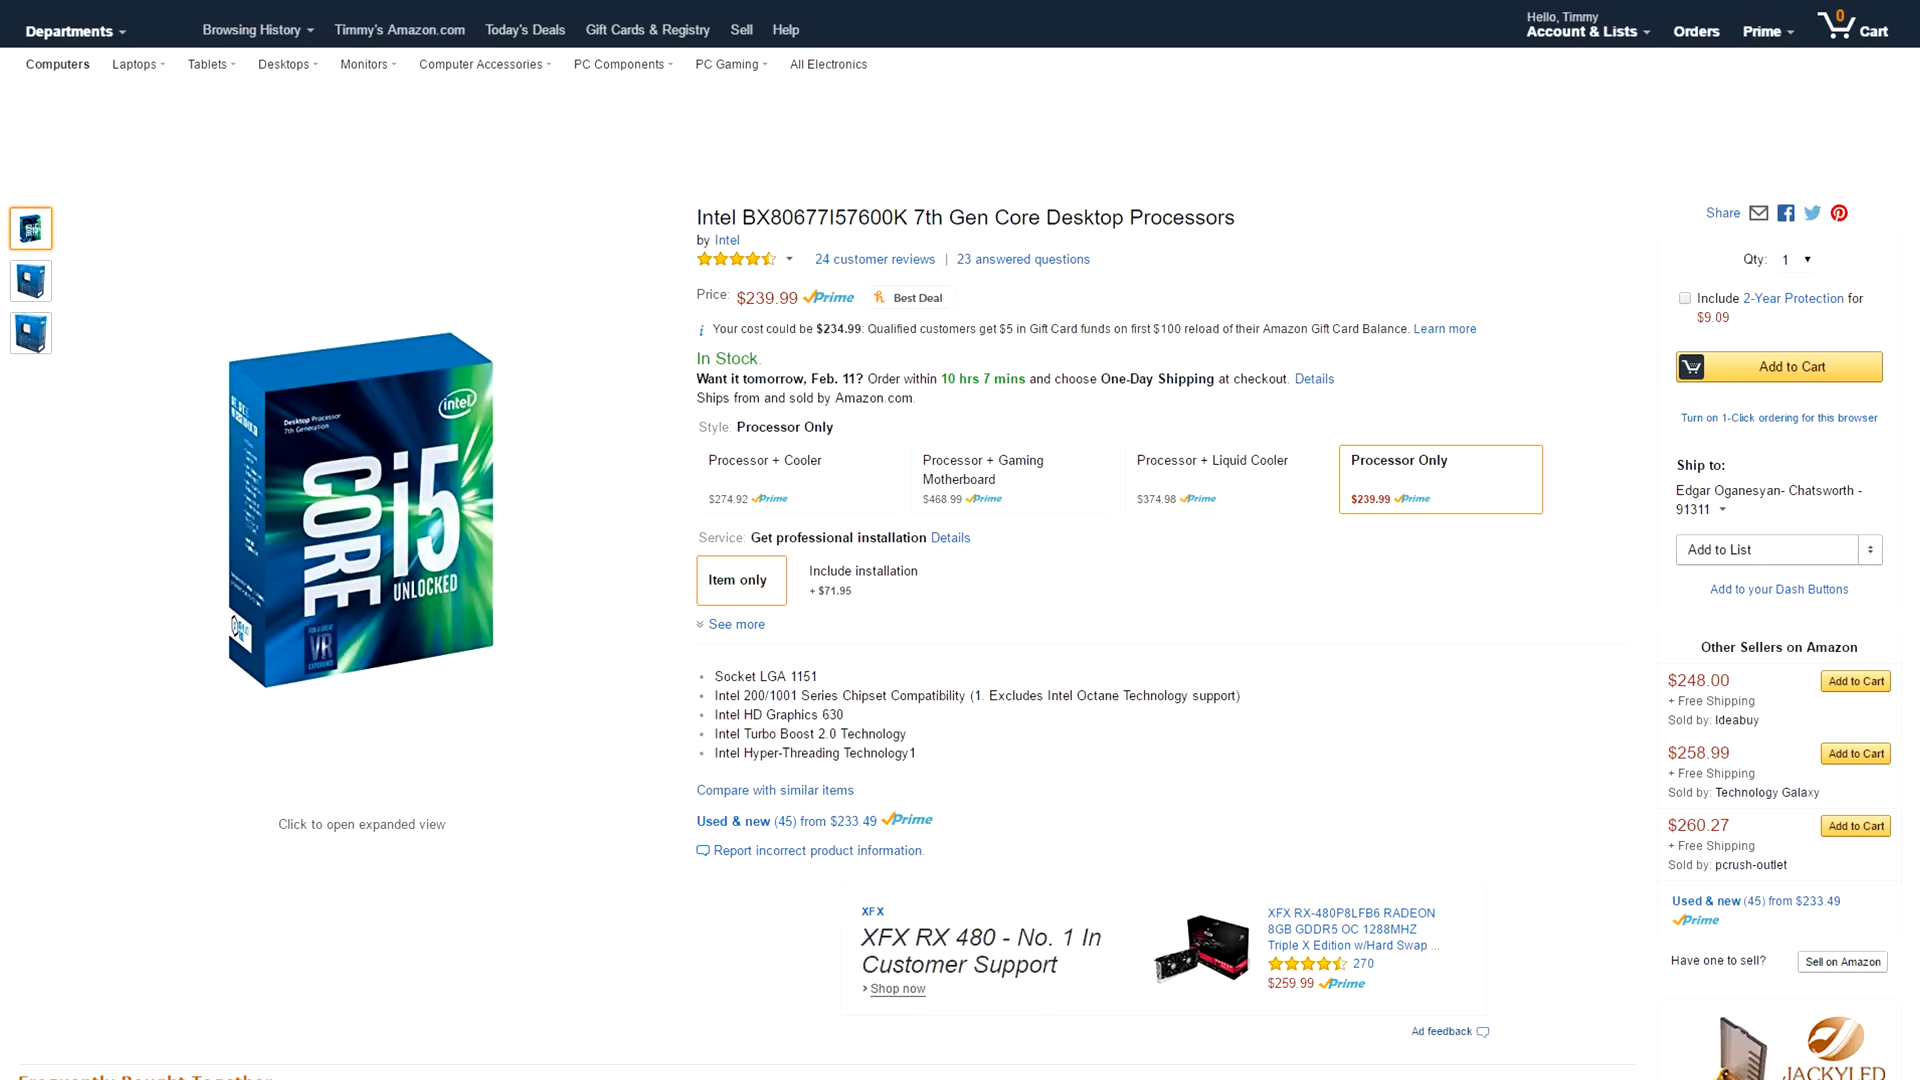 Departments
Browsing History
Timmy's Amazon.com
Today's Deals
Gift Cards & Registry
Sell
Help
Hello, Timmy
Account & Lists
Orders
Prime
0
Cart
Computers
Laptops
Tablets
Desktops
Monitors
Computer Accessories
PC Components
PC Gaming
All Electronics
Intel BX80677I57600K 7th Gen Core Desktop Processors
by Intel
24 customer reviews | 23 answered questions
Price: $239.99 Prime
Best Deal
Your cost could be $234.99: Qualified customers get $5 in Gift Card funds on first $100 reload of their Amazon Gift Card Balance. Learn more
In Stock.
Want it tomorrow, Feb. 11? Order within 10 hrs 7 mins and choose One-Day Shipping at checkout. Details
Ships from and sold by Amazon.com.
Style: Processor Only
Processor + Cooler
$274.92 Prime
Processor + Gaming
Motherboard
$468.99 Prime
Processor + Liquid Cooler
$374.98 Prime
Processor Only
$239.99 Prime
Service: Get professional installation Details
Item only
Include installation
+ $71.95
See more
Socket LGA 1151
Intel 200/1001 Series Chipset Compatibility (1. Excludes Intel Octane Technology support)
Intel HD Graphics 630
Intel Turbo Boost 2.0 Technology
Intel Hyper-Threading Technology1
Compare with similar items
Used & new (45) from $233.49 Prime
Report incorrect product information.
Desktop Processor
7th Generation
intel
CORE
i5
UNLOCKED
FOR A GREAT
VR
EXPERIENCE
Click to open expanded view
XFX
XFX RX 480 - No. 1 In
Customer Support
Shop now
XFX RX-480P8LFB6 RADEON
8GB GDDR5 OC 1288MHZ
Triple X Edition w/Hard Swap ...
270
$259.99 Prime
Ad feedback
Share
Qty: 1
Include 2-Year Protection for
$9.09
Add to Cart
Turn on 1-Click ordering for this browser
Ship to:
Edgar Oganesyan- Chatsworth -
91311
Add to List
Add to your Dash Buttons
Other Sellers on Amazon
$248.00
Add to Cart
+ Free Shipping
Sold by: Ideabuy
$258.99
Add to Cart
+ Free Shipping
Sold by: Technology Galaxy
$260.27
Add to Cart
+ Free Shipping
Sold by: pcrush-outlet
Used & new (45) from $233.49
Prime
Have one to sell?
Sell on Amazon
JACKYLED
Frequently Bought Together